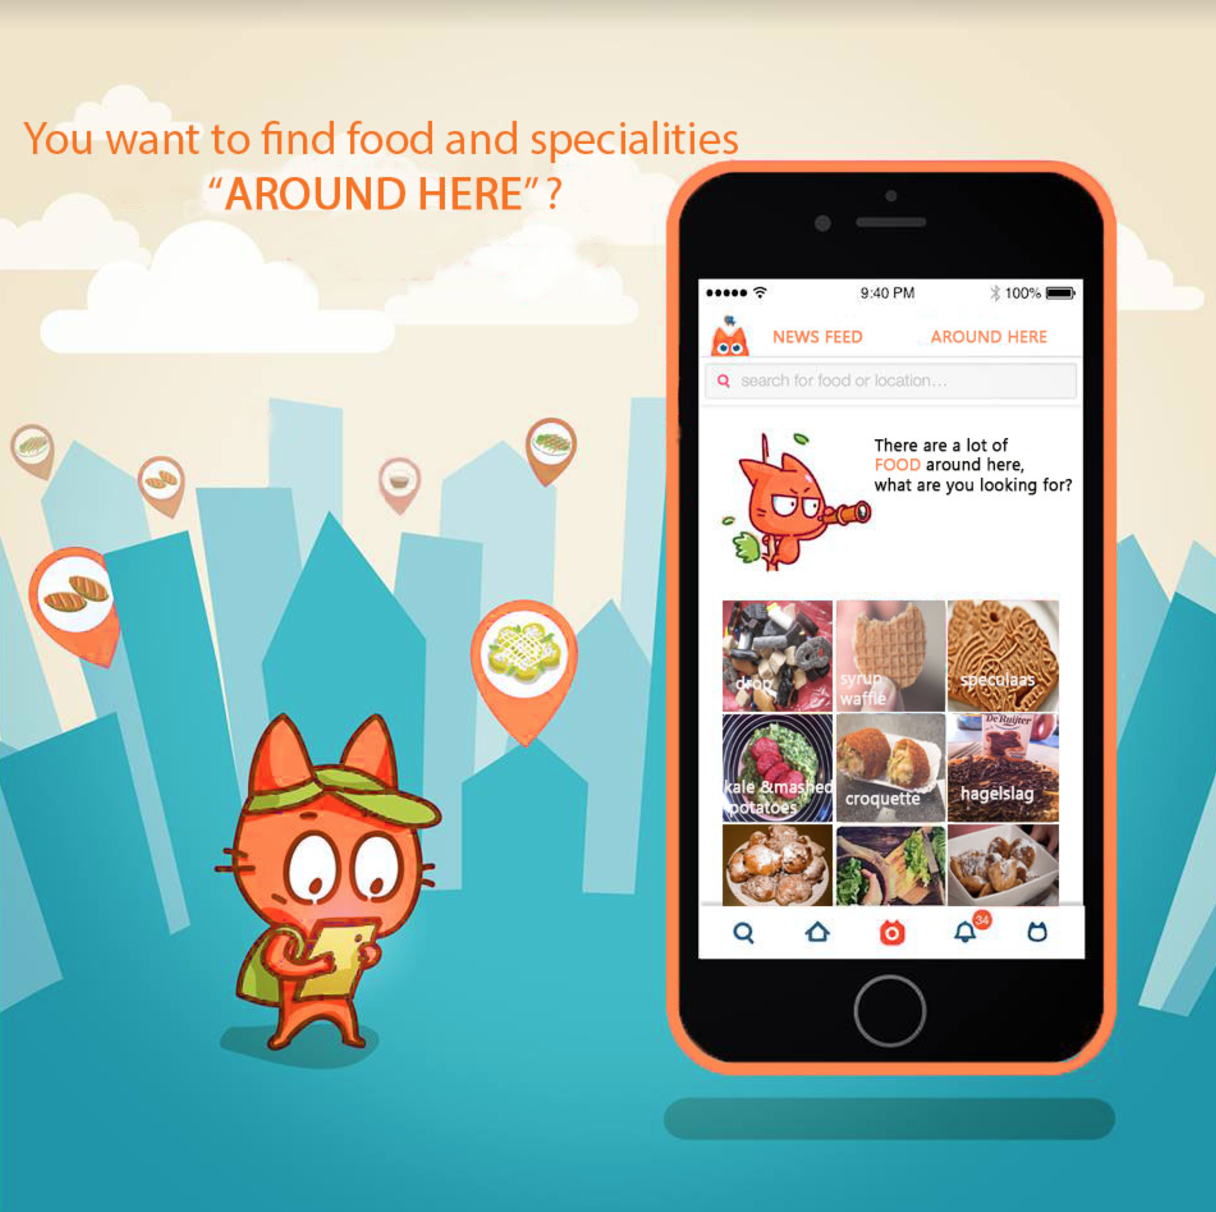 You want to find food and specialities
“AROUND HERE” ?
9:40 PM
100%
NEWS FEED
AROUND HERE
search for food or location...
There are a lot of
FOOD around here,
what are you looking for?
drop
syrup
waffle
speculaas
De Ruijter
kale &mashed
potatoes
croquette
hagelslag
34